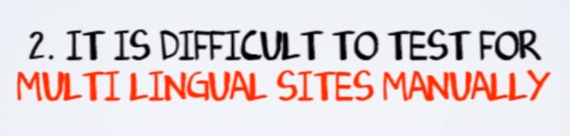 2. IT IS DIFFICULT TO TEST FOR
MULTI LINGUAL SITES MANUALLY